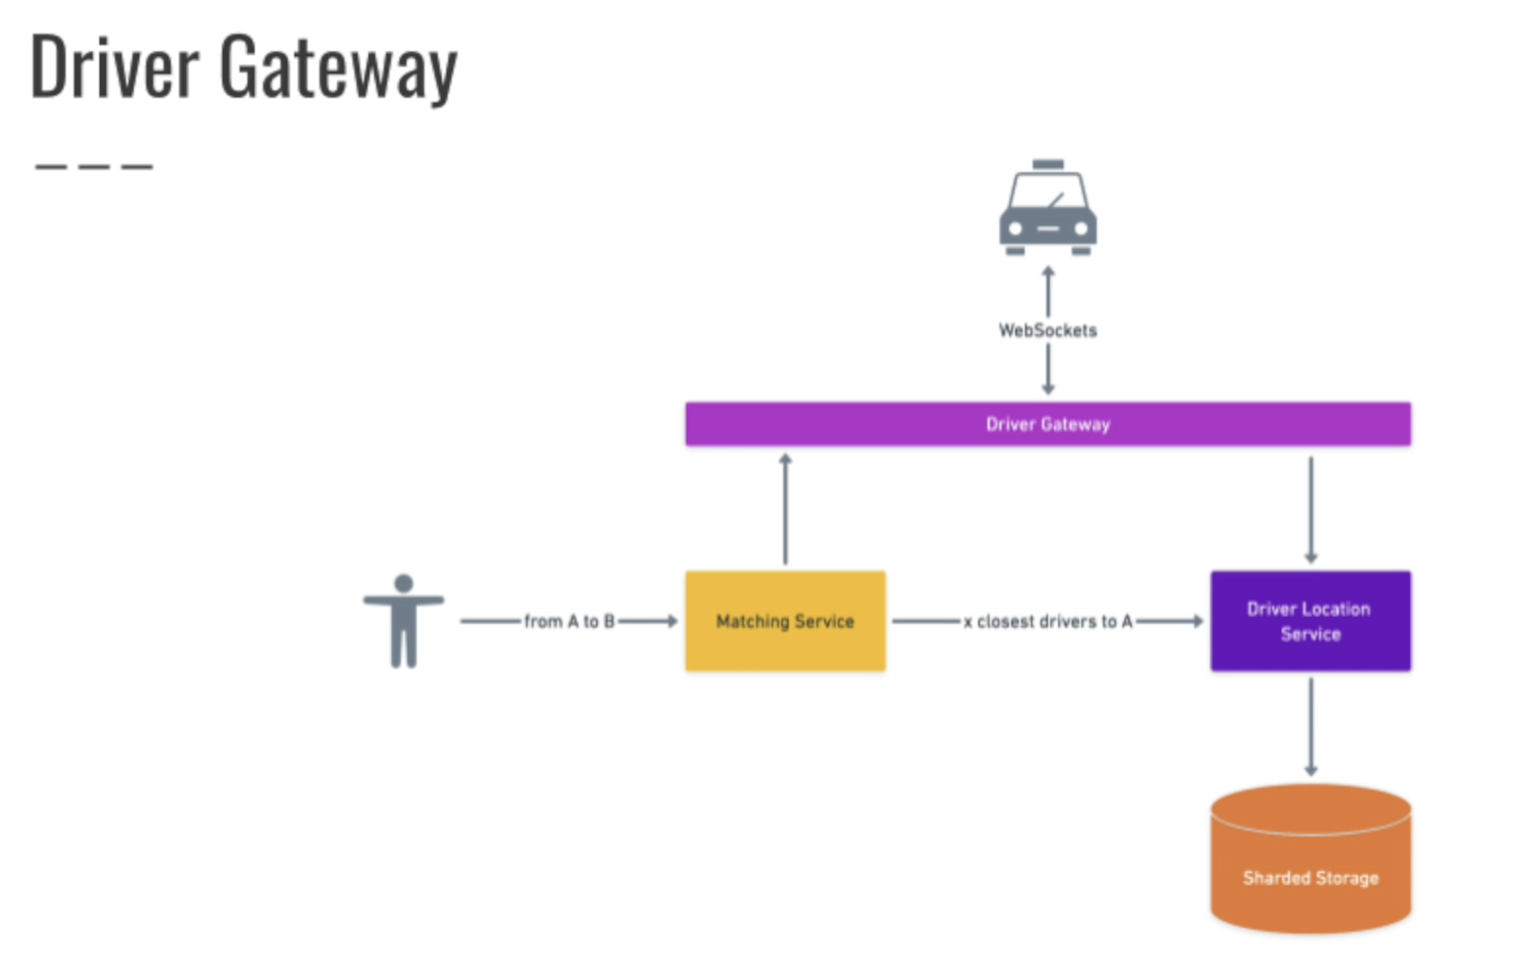 Driver Gateway
WebSockets
Driver Gateway
from A to B
Matching Service
x closest drivers to A
Driver Location
Service
Sharded Storage